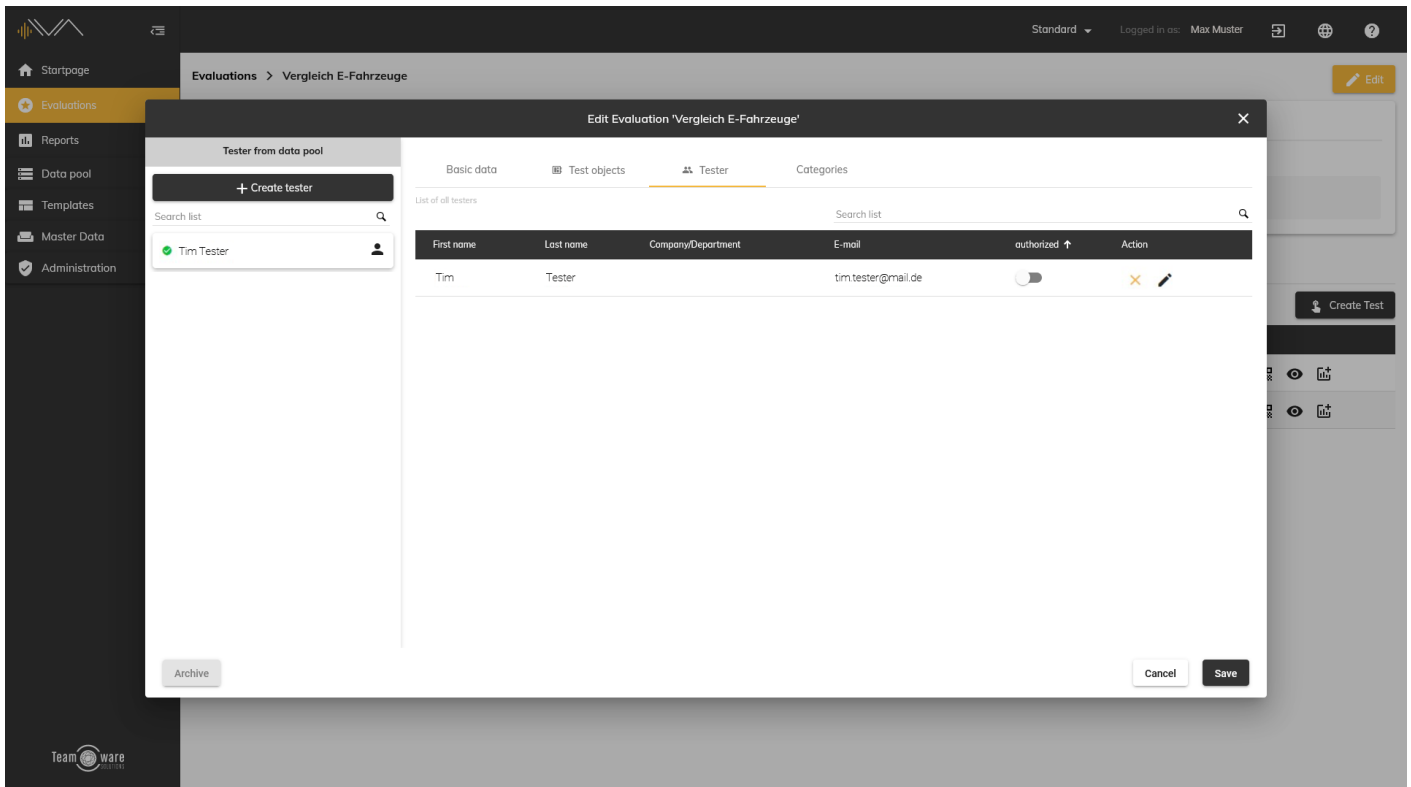 Standard
Logged in as: Max Muster
Startpage
Evaluations
Reports
Data pool
Templates
Master Data
Administration
Team ware
SOLUTIONS
Evaluations > Vergleich E-Fahrzeuge
Edit
Edit Evaluation 'Vergleich E-Fahrzeuge'
Tester from data pool
+ Create tester
Search list
Tim Tester
Basic data
Test objects
Tester
Categories
List of all testers
Search list
First name Last name Company/Department E-mail authorized Action
Tim Tester tim.tester@mail.de
Create Test
Archive
Cancel
Save